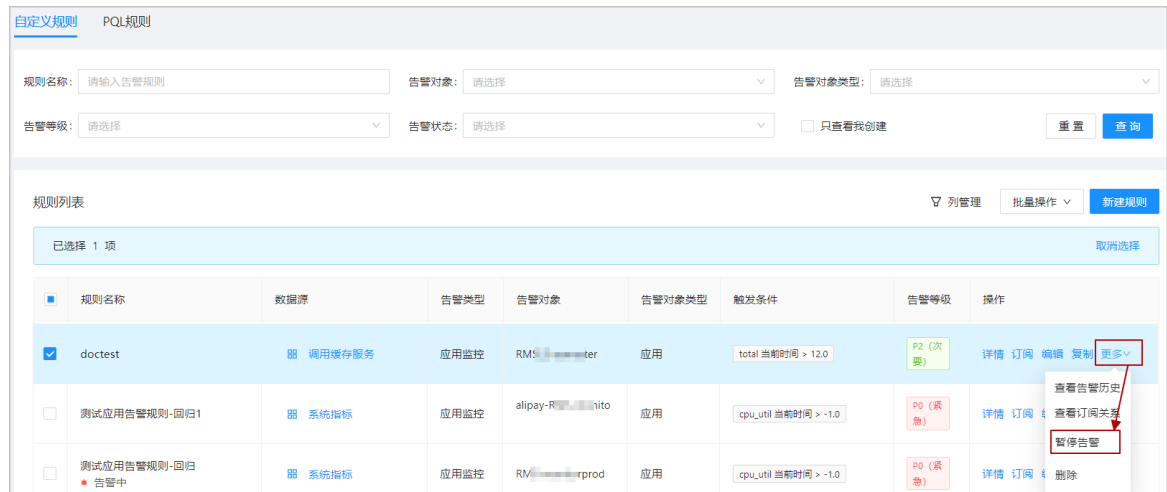 自定义规则 PQL规则
规则名称： 请输入告警规则 告警对象： 请选择 告警对象类型： 请选择
告警等级： 请选择 告警状态： 请选择 只查看我创建 重置 查询
规则列表 列管理 批量操作 新建规则
已选择 1 项 取消选择
规则名称 数据源 告警类型 告警对象 告警对象类型 触发条件 告警等级 操作
doctest 调用缓存服务 应用监控 应用 total 当前时间 > 12.0 P2（次要） 详情 订阅 编辑 复制 更多
查看告警历史
测试应用告警规则-回归1 系统指标 应用监控 应用 cpu_util 当前时间 > -1.0 P0（紧急） 详情 订阅
查看订阅关系
暂停告警
测试应用告警规则-回归 系统指标 应用监控 应用 cpu_util 当前时间 > -1.0 P0（紧急） 详情 订阅
告警中
删除